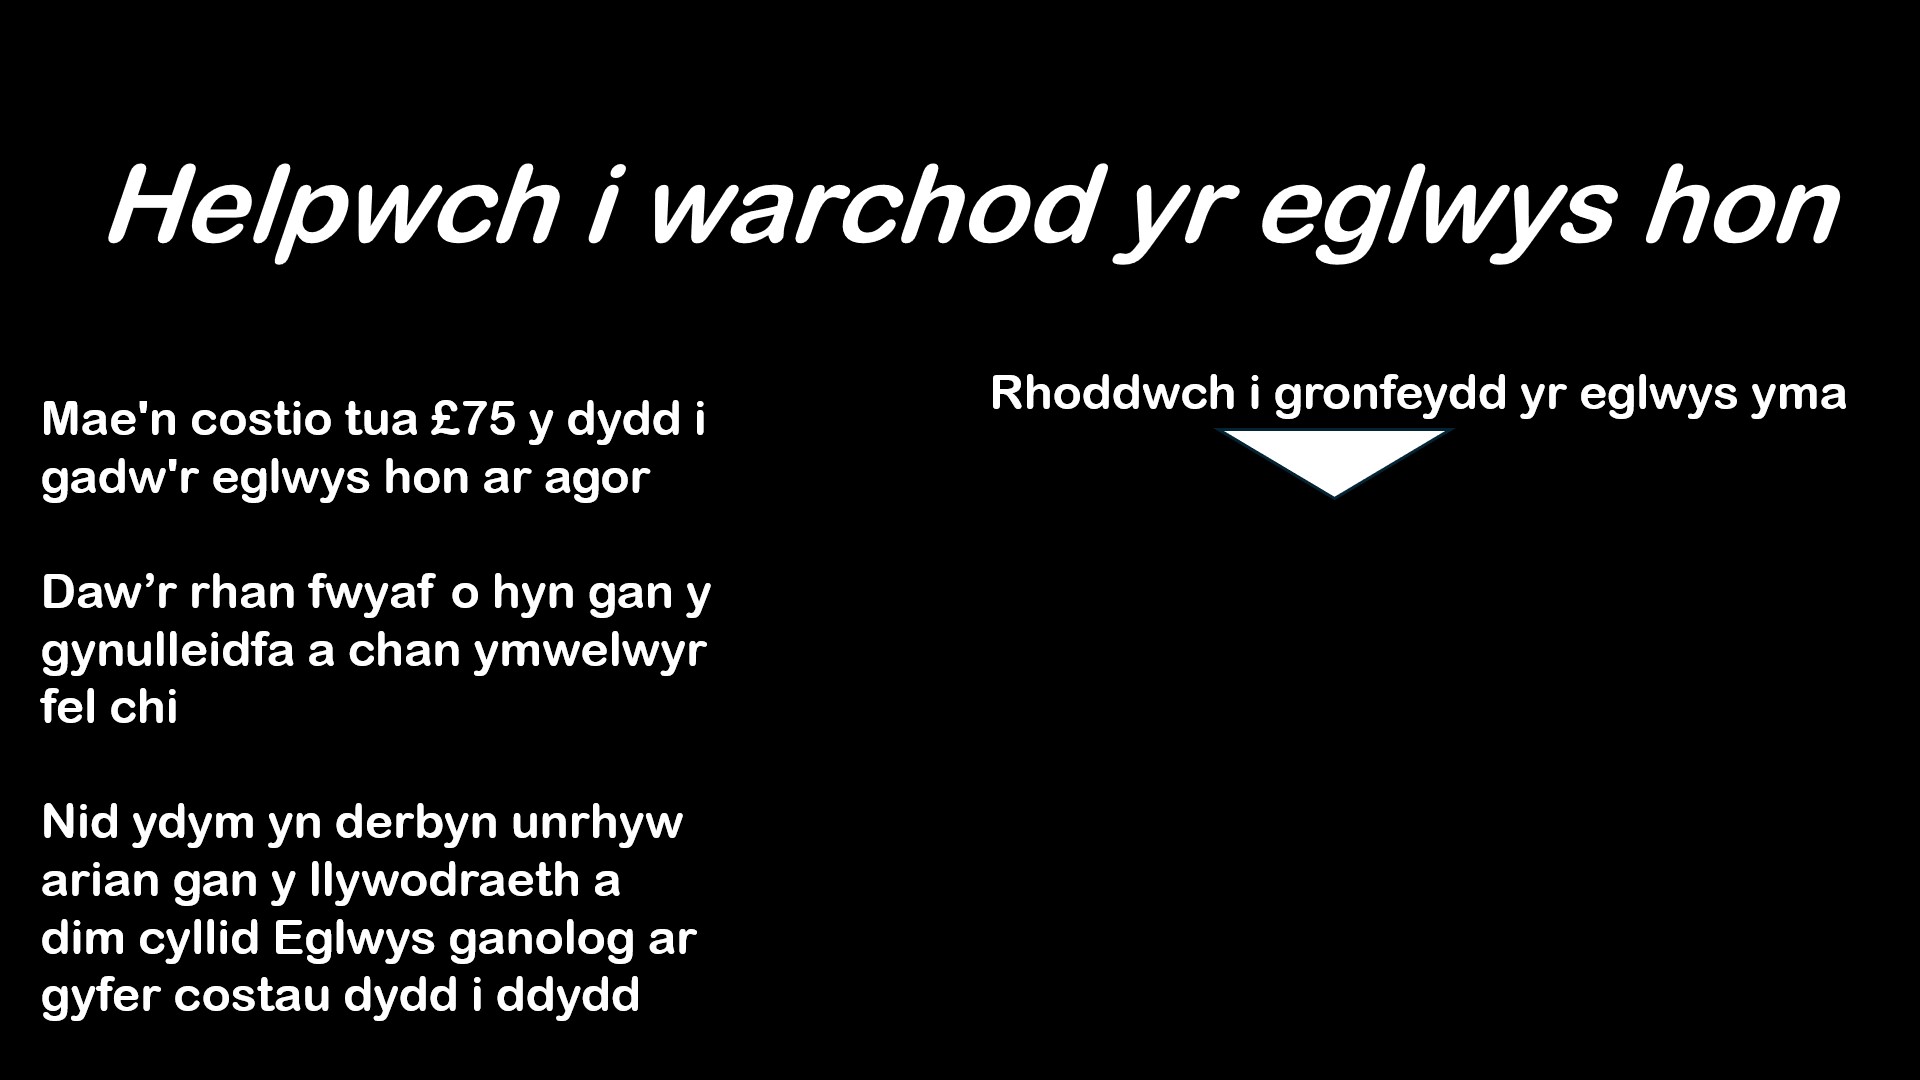 Helpwch i warchod yr eglwys hon
Mae'n costio tua £75 y dydd i
gadw'r eglwys hon ar agor
Daw’r rhan fwyaf o hyn gan y
gynulleidfa a chan ymwelwyr
fel chi
Nid ydym yn derbyn unrhyw
arian gan y llywodraeth a
dim cyllid Eglwys ganolog ar
gyfer costau dydd i ddydd
Rhoddwch i gronfeydd yr eglwys yma